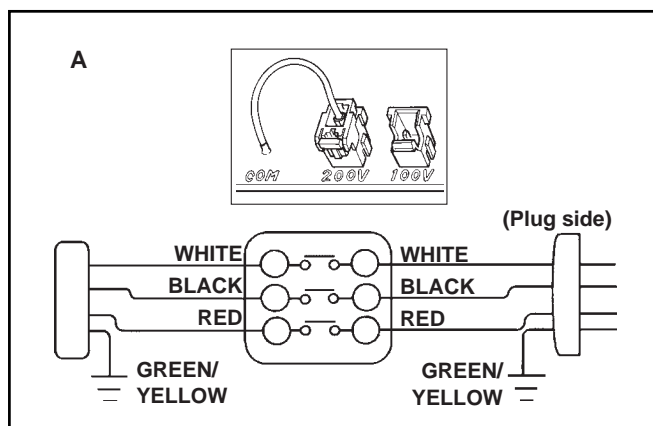 A
COM 200V 100V
(Plug side)
WHITE WHITE
BLACK BLACK
RED RED
GREEN/
YELLOW
GREEN/
YELLOW